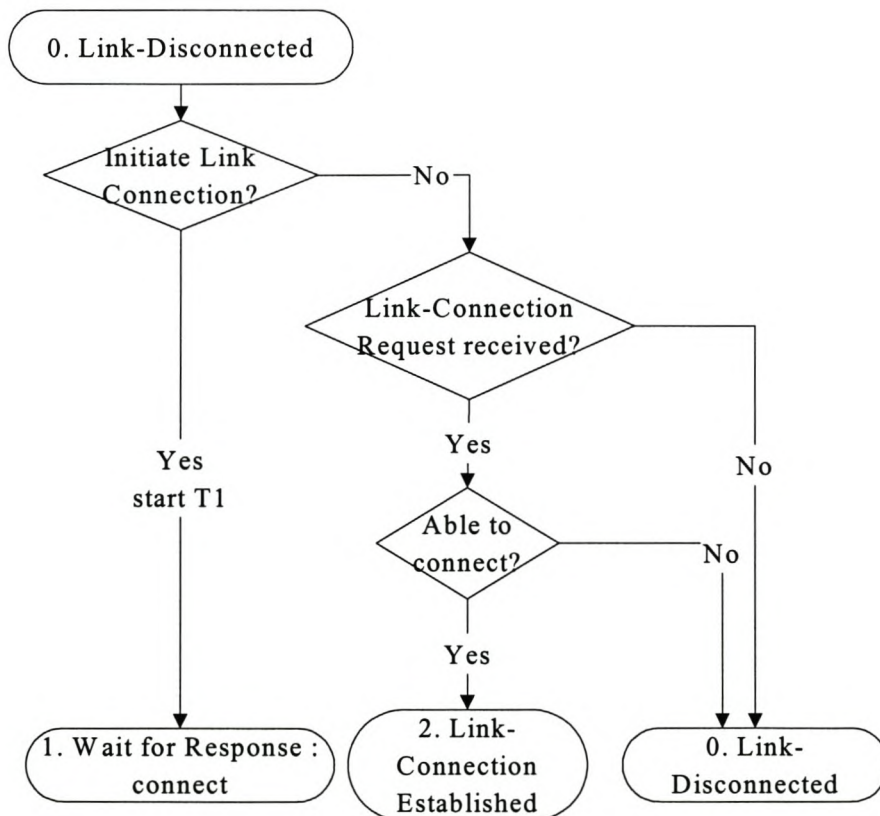 0. Link-Disconnected
Initiate Link
Connection?
No
Link-Connection
Request received?
Yes
start T1
Yes
No
Able to
connect?
No
Yes
1. Wait for Response :
connect
2. Link-
Connection
Established
0. Link-
Disconnected